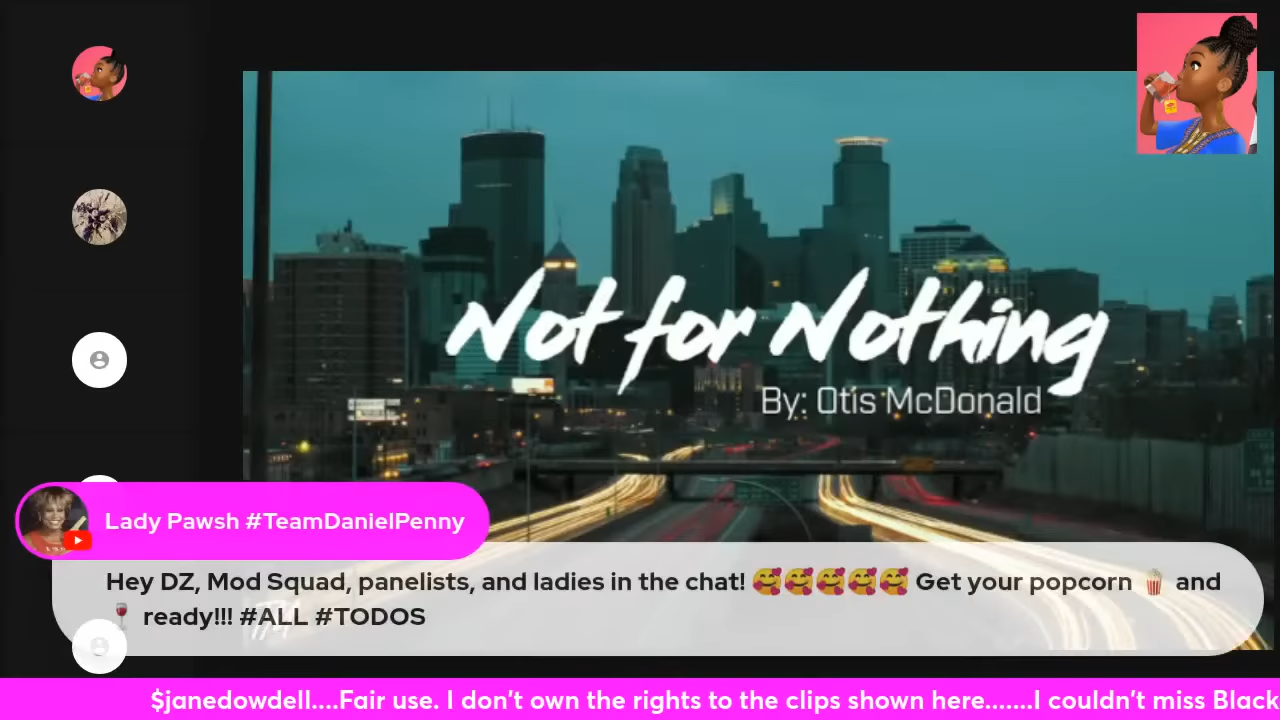 Not for Nothing
By: Otis McDonald
Lady Pawsh #TeamDanielPenny
Hey DZ, Mod Squad, panelists, and ladies in the chat! 🥰🥰🥰🥰🥰 Get your popcorn 🍿 and
🍷 ready!!! #ALL #TODOS
$janedowdell....Fair use. I don't own the rights to the clips shown here.......I couldn't miss Black